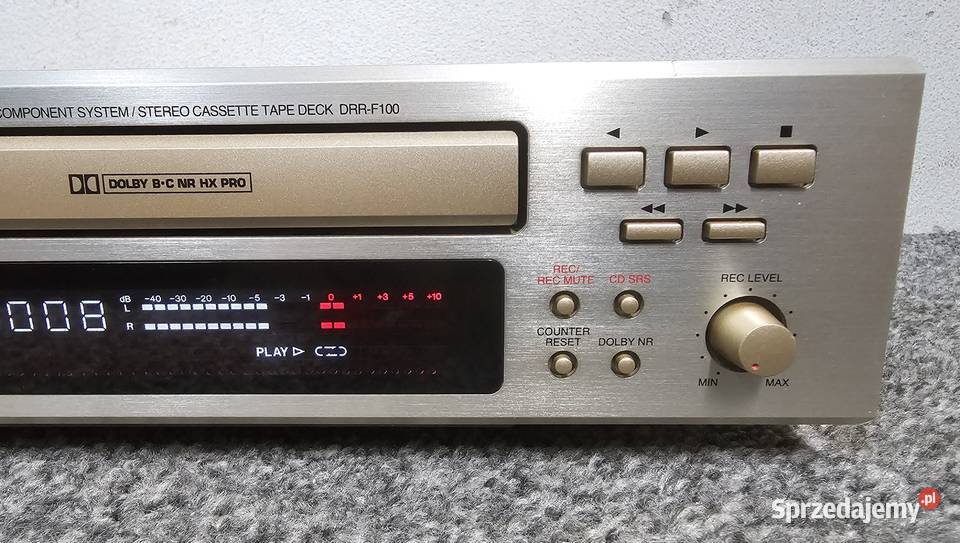 COMPONENT SYSTEM / STEREO CASSETTE TAPE DECK DRR-F100
DOLBY B·C NR HX PRO
008
dB -40 -30 -20 -10 -5 -3 -1 0 +1 +3 +5 +10
L
R
PLAY
REC/
REC MUTE
CD SRS
COUNTER
RESET
DOLBY NR
REC LEVEL
MIN
MAX
Sprzedajemy.pl